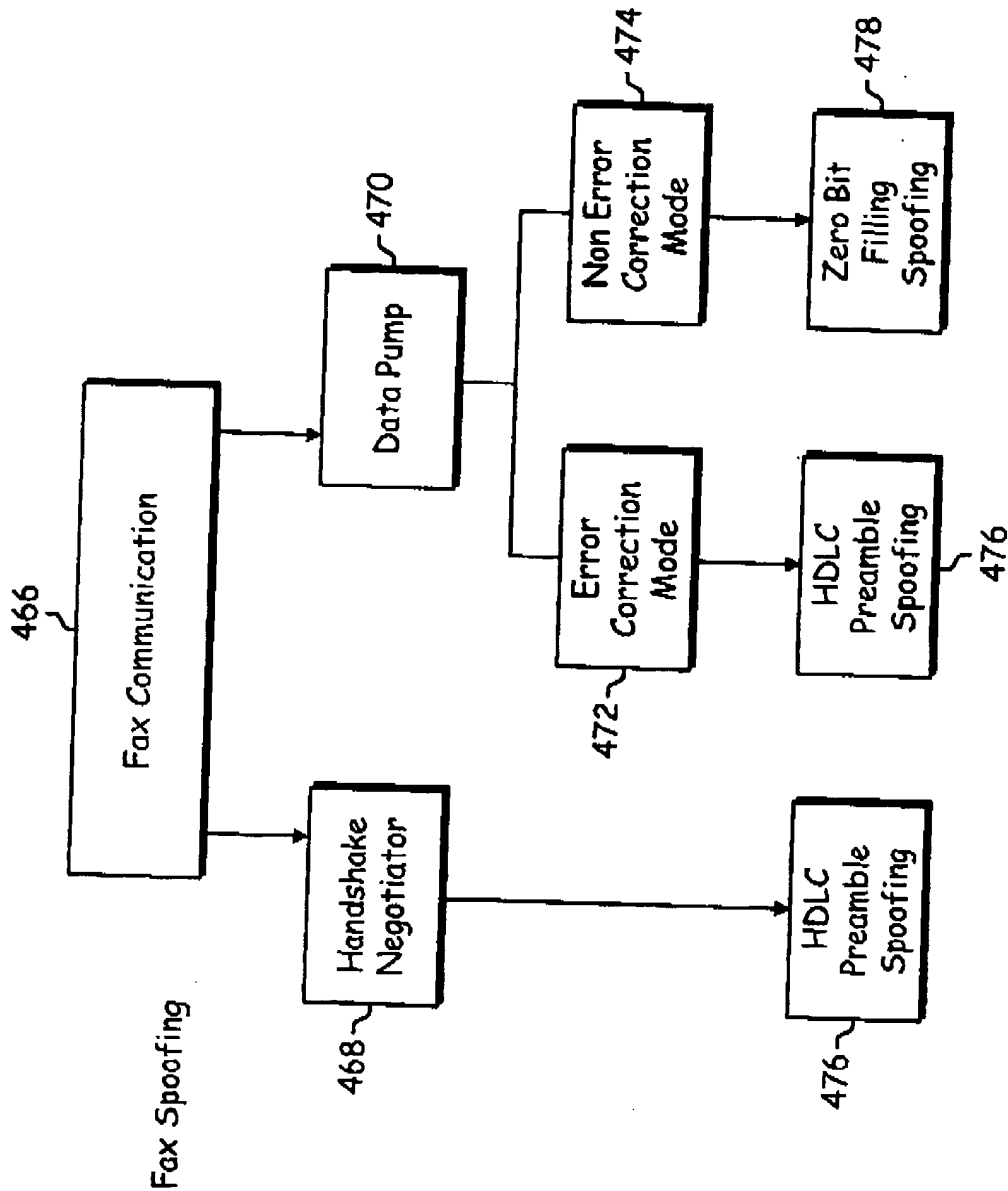 Fax Spoofing
466
Fax Communication
468
Handshake
Negotiator
470
Data Pump
472
Error
Correction
Mode
474
Non Error
Correction
Mode
476
HDLC
Preamble
Spoofing
HDLC
Preamble
Spoofing
476
478
Zero Bit
Filling
Spoofing